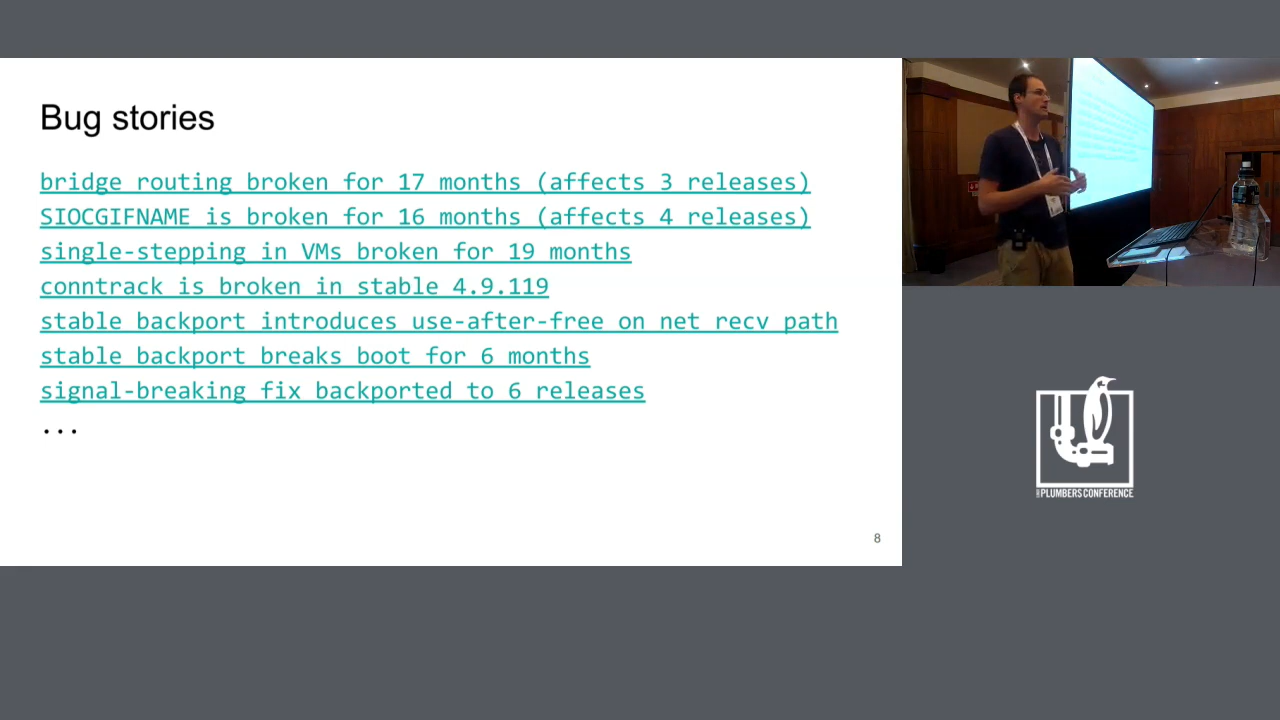 Bug stories
bridge routing broken for 17 months (affects 3 releases)
SIOCGIFNAME is broken for 16 months (affects 4 releases)
single-stepping in VMs broken for 19 months
conntrack is broken in stable 4.9.119
stable backport introduces use-after-free on net recv path
stable backport breaks boot for 6 months
signal-breaking fix backported to 6 releases
...
8
PLUMBERS CONFERENCE